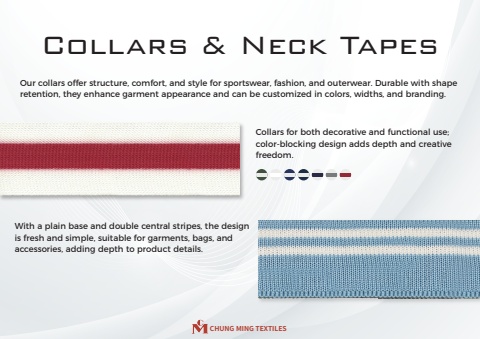 COLLARS & NECK TAPES
Our collars offer structure, comfort, and style for sportswear, fashion, and outerwear. Durable with shape
retention, they enhance garment appearance and can be customized in colors, widths, and branding.
Collars for both decorative and functional use;
color-blocking design adds depth and creative
freedom.
With a plain base and double central stripes, the design
is fresh and simple, suitable for garments, bags, and
accessories, adding depth to product details.
CHUNG MING TEXTILES